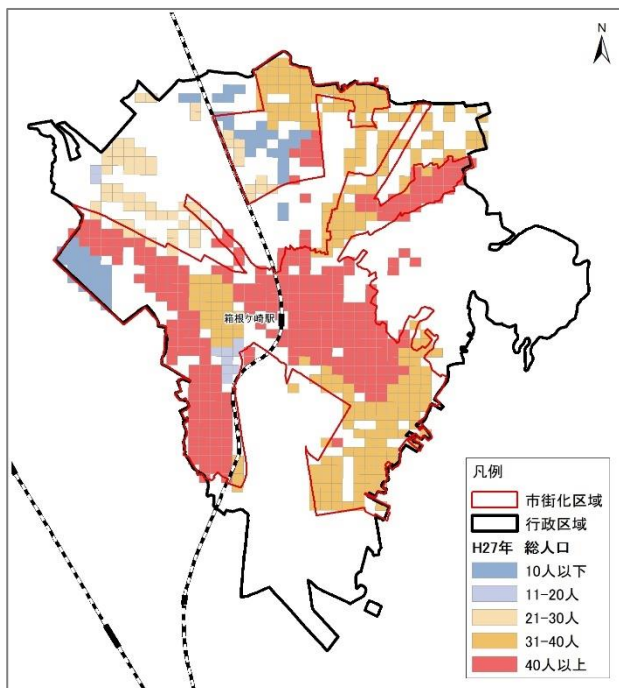 N
箱根ケ崎駅
凡例
市街化区域
行政区域
H27年 総人口
10人以下
11-20人
21-30人
31-40人
40人以上